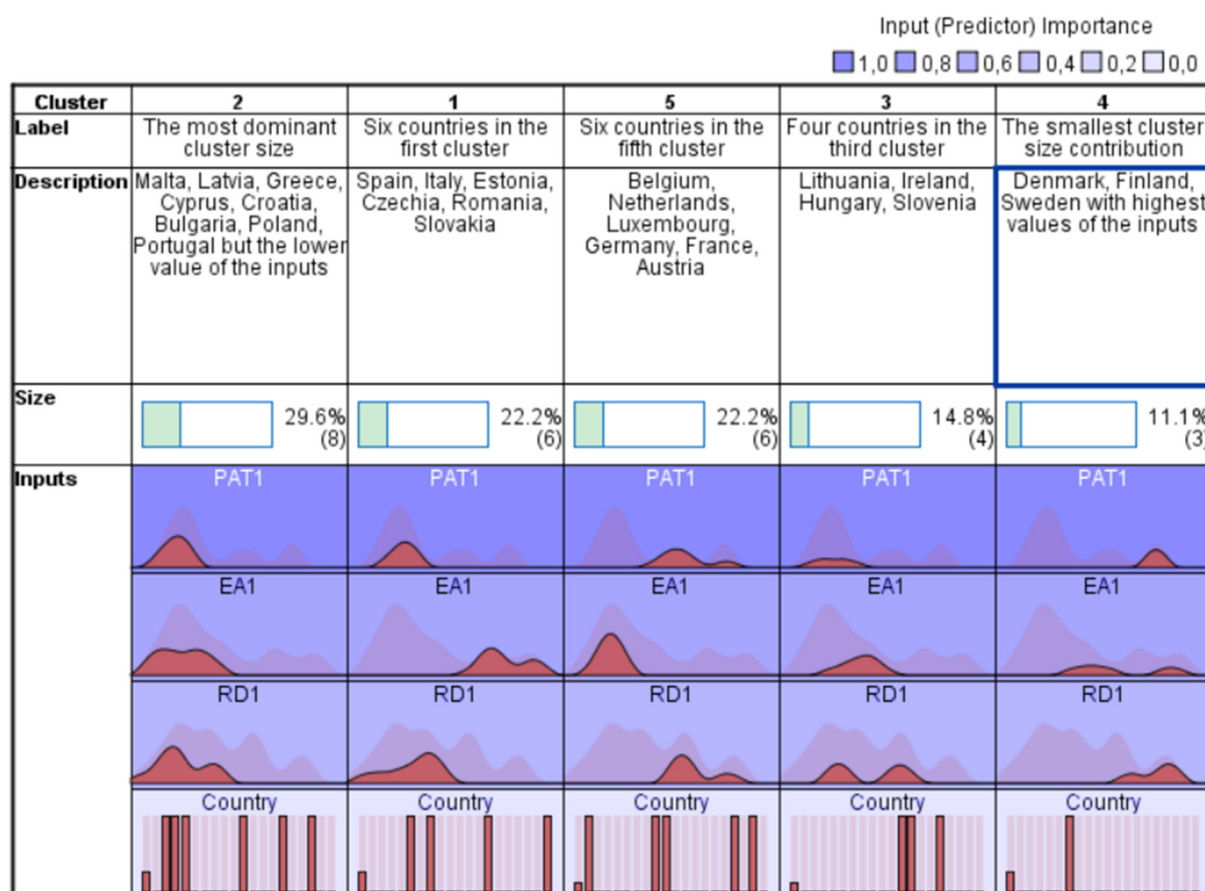 Input (Predictor) Importance
1,0 0,8 0,6 0,4 0,2 0,0
Cluster 2 1 5 3 4
Label
The most dominant
cluster size
Six countries in the
first cluster
Six countries in the
fifth cluster
Four countries in the
third cluster
The smallest cluster
size contribution
Description
Malta, Latvia, Greece,
Cyprus, Croatia,
Bulgaria, Poland,
Portugal but the lower
value of the inputs
Spain, Italy, Estonia,
Czechia, Romania,
Slovakia
Belgium,
Netherlands,
Luxembourg,
Germany, France,
Austria
Lithuania, Ireland,
Hungary, Slovenia
Denmark, Finland,
Sweden with highest
values of the inputs
Size
29.6%
(8)
22.2%
(6)
22.2%
(6)
14.8%
(4)
11.1%
(3)
Inputs
PAT1 PAT1 PAT1 PAT1 PAT1
EA1 EA1 EA1 EA1 EA1
RD1 RD1 RD1 RD1 RD1
Country Country Country Country Country